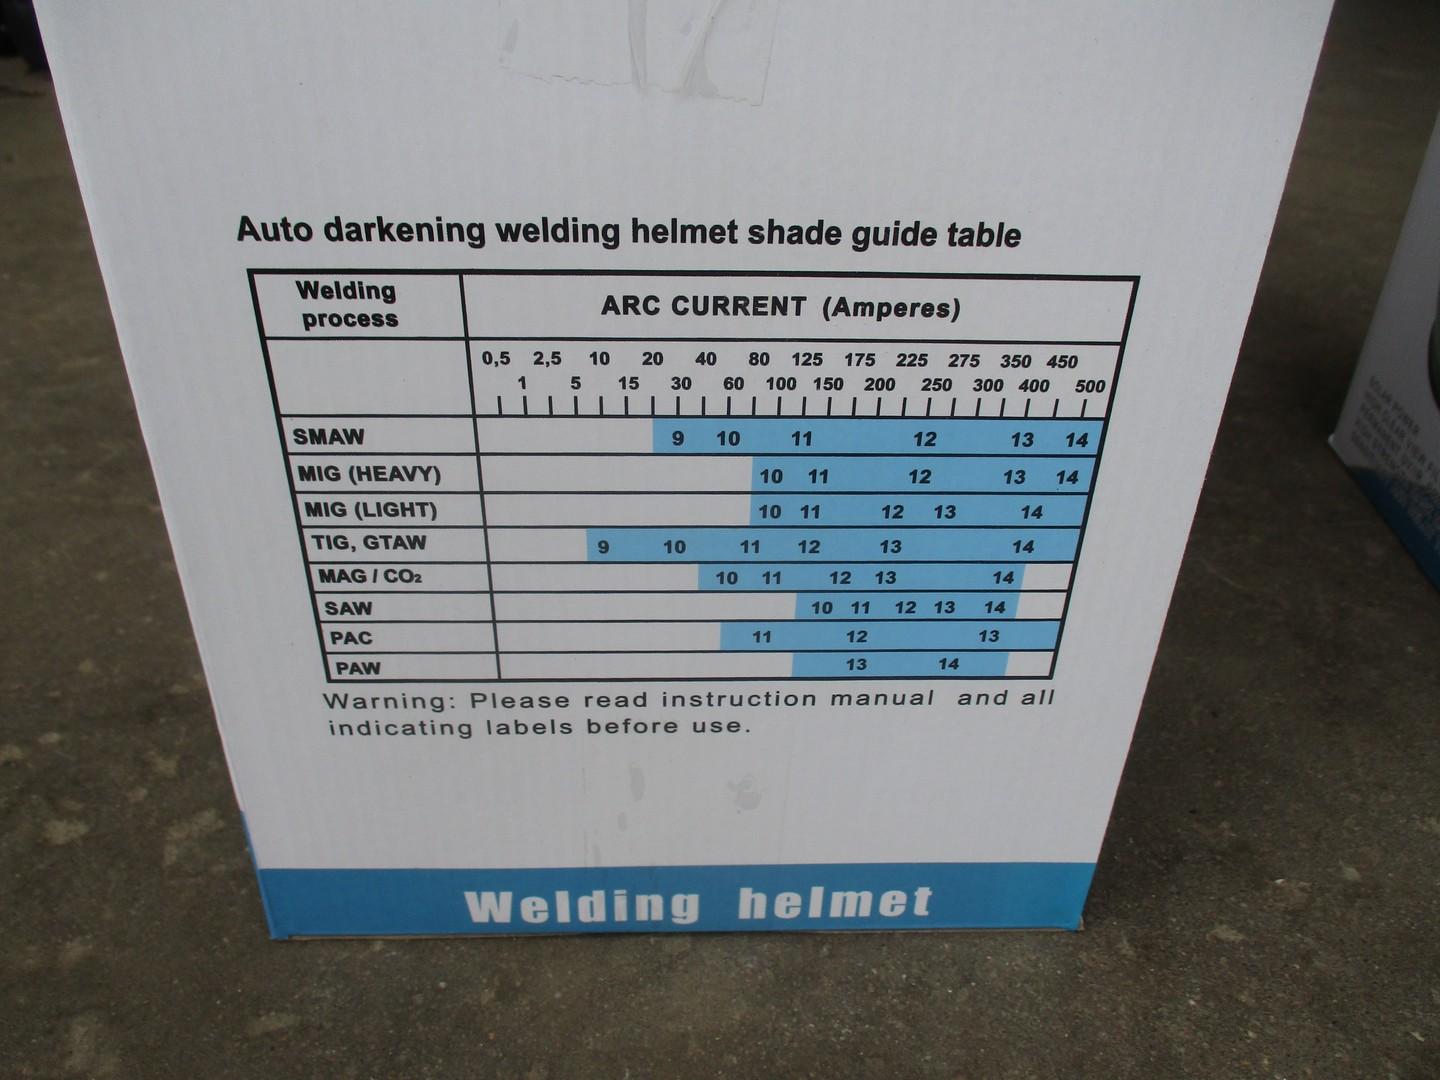 Auto darkening welding helmet shade guide table
Welding
process
ARC CURRENT (Amperes)
0,5 2,5 10 20 40 80 125 175 225 275 350 450
1 5 15 30 60 100 150 200 250 300 400 500
SMAW 9 10 11 12 13 14
MIG (HEAVY) 10 11 12 13 14
MIG (LIGHT) 10 11 12 13 14
TIG, GTAW 9 10 11 12 13 14
MAG / CO₂ 10 11 12 13 14
SAW 10 11 12 13 14
PAC 11 12 13
PAW 13 14
Warning: Please read instruction manual and all
indicating labels before use.
Welding helmet
SOLAR POWER